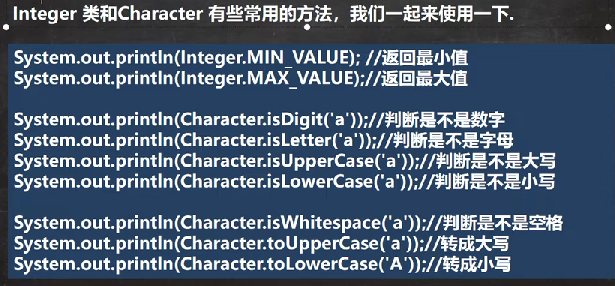 Integer 类和Character 有些常用的方法，我们一起来使用一下.
System.out.println(Integer.MIN_VALUE); //返回最小值
System.out.println(Integer.MAX_VALUE);//返回最大值
System.out.println(Character.isDigit('a'));//判断是不是数字
System.out.println(Character.isLetter('a'));//判断是不是字母
System.out.println(Character.isUpperCase('a'));//判断是不是大写
System.out.println(Character.isLowerCase('a'));//判断是不是小写
System.out.println(Character.isWhitespace('a'));//判断是不是空格
System.out.println(Character.toUpperCase('a'));//转成大写
System.out.println(Character.toLowerCase('A'));//转成小写